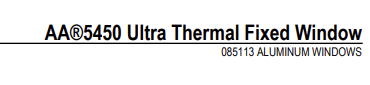 AA®5450 Ultra Thermal Fixed Window
085113 ALUMINUM WINDOWS